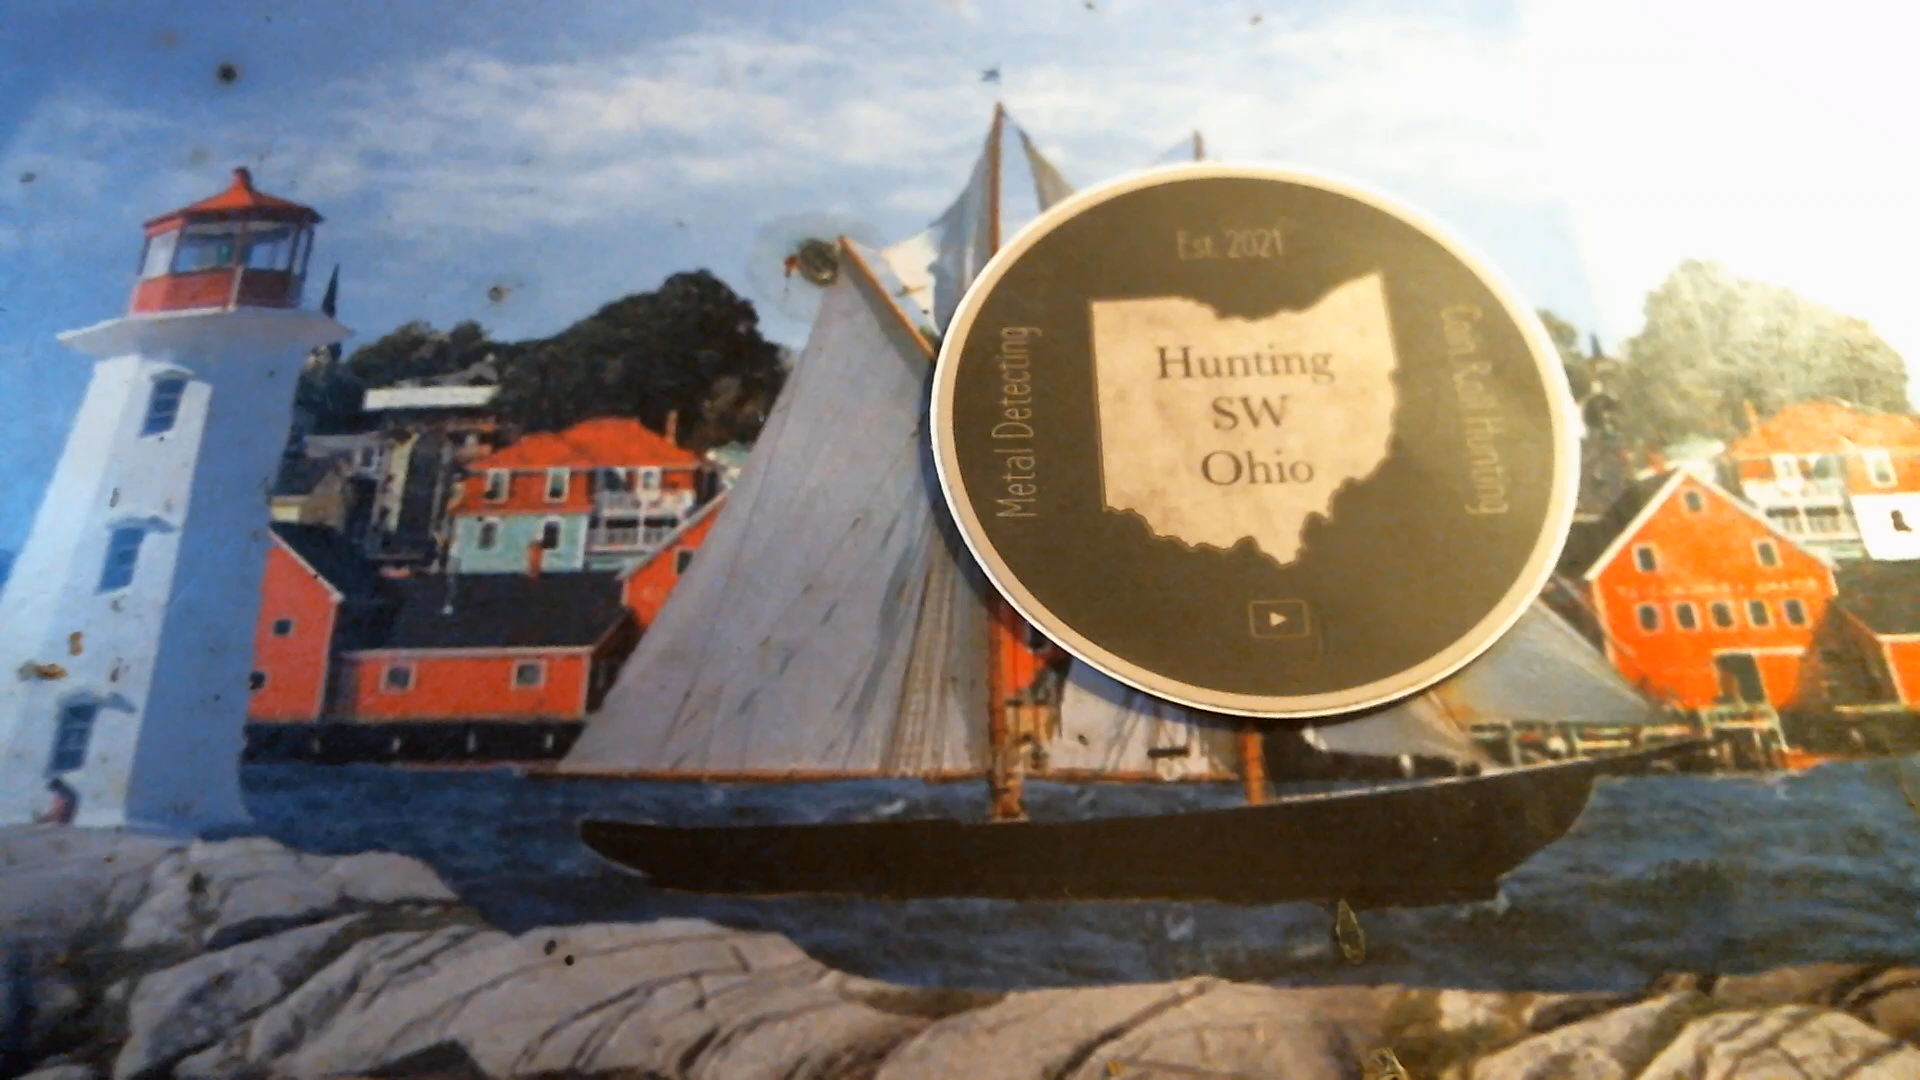 Est. 2021
Metal Detecting
Hunting
SW
Ohio
Coin Roll Hunting